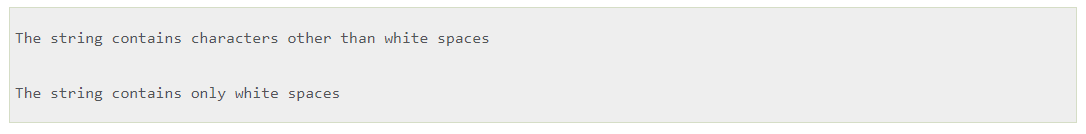 The string contains characters other than white spaces
The string contains only white spaces